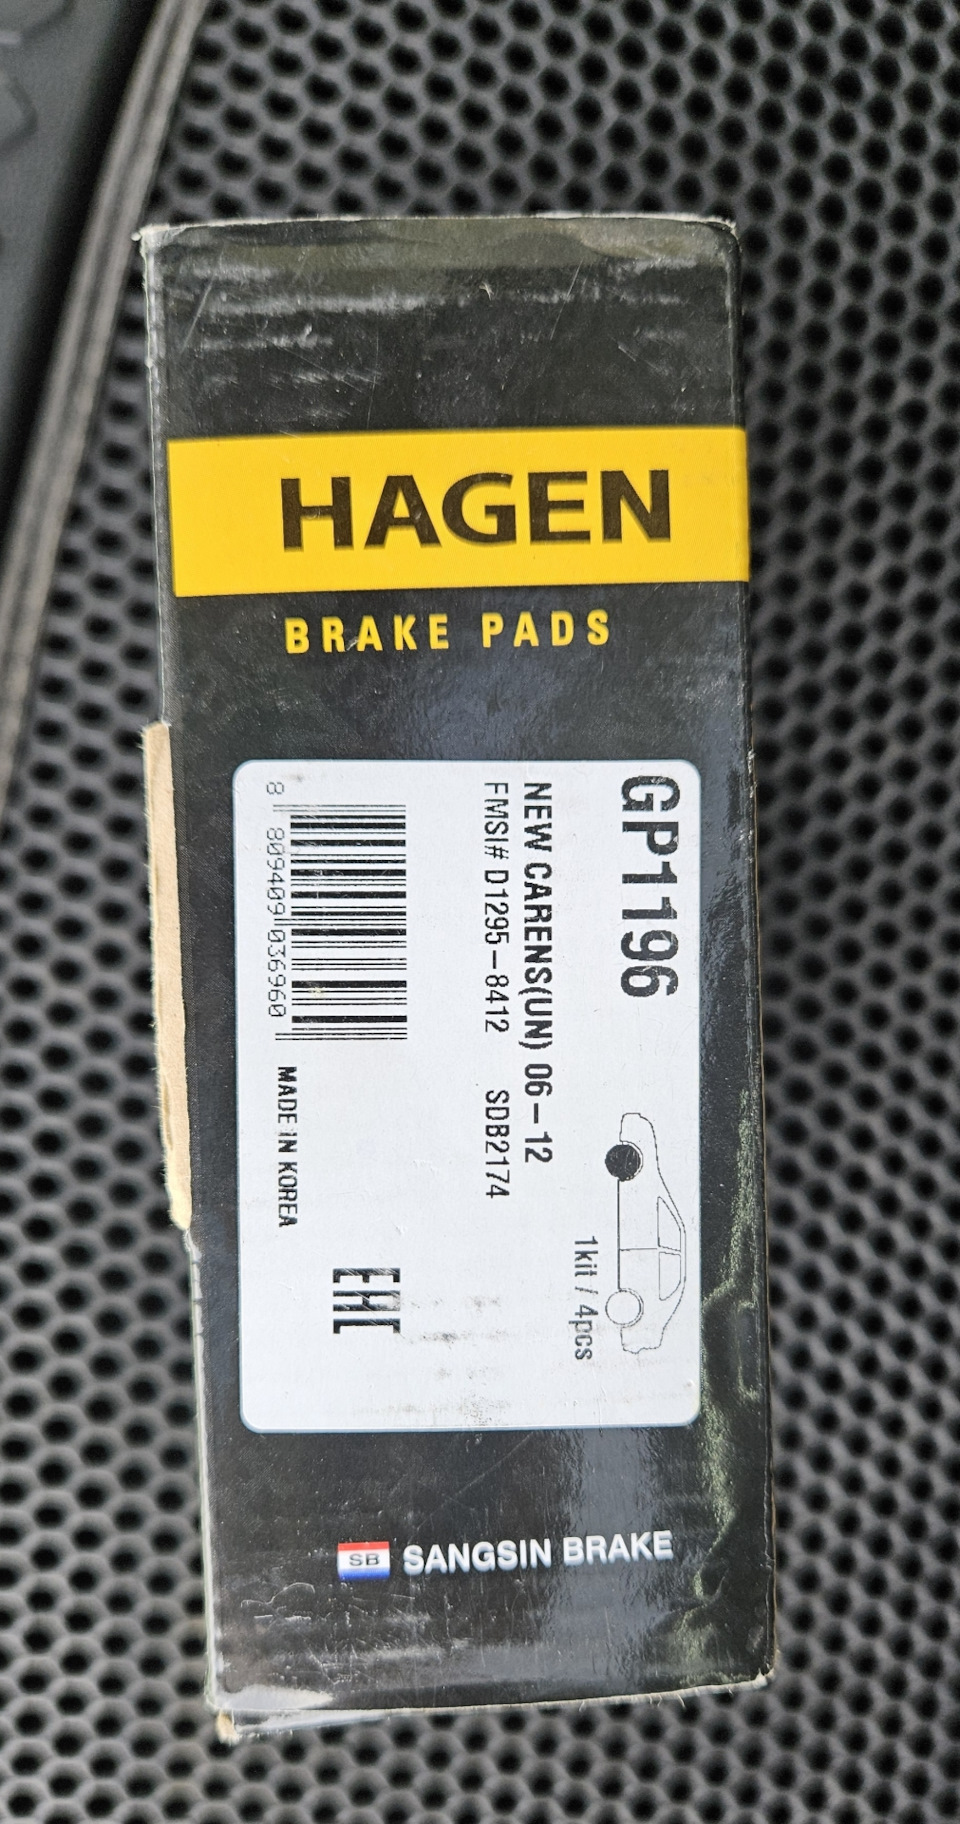 HAGEN
BRAKE PADS
GP1196
1kit / 4pcs
NEW CARENS(UN) 06-12
FMSI# D1295-8412 SDB2174
8 809409 036960
MADE IN KOREA
EAC
SB SANGSIN BRAKE